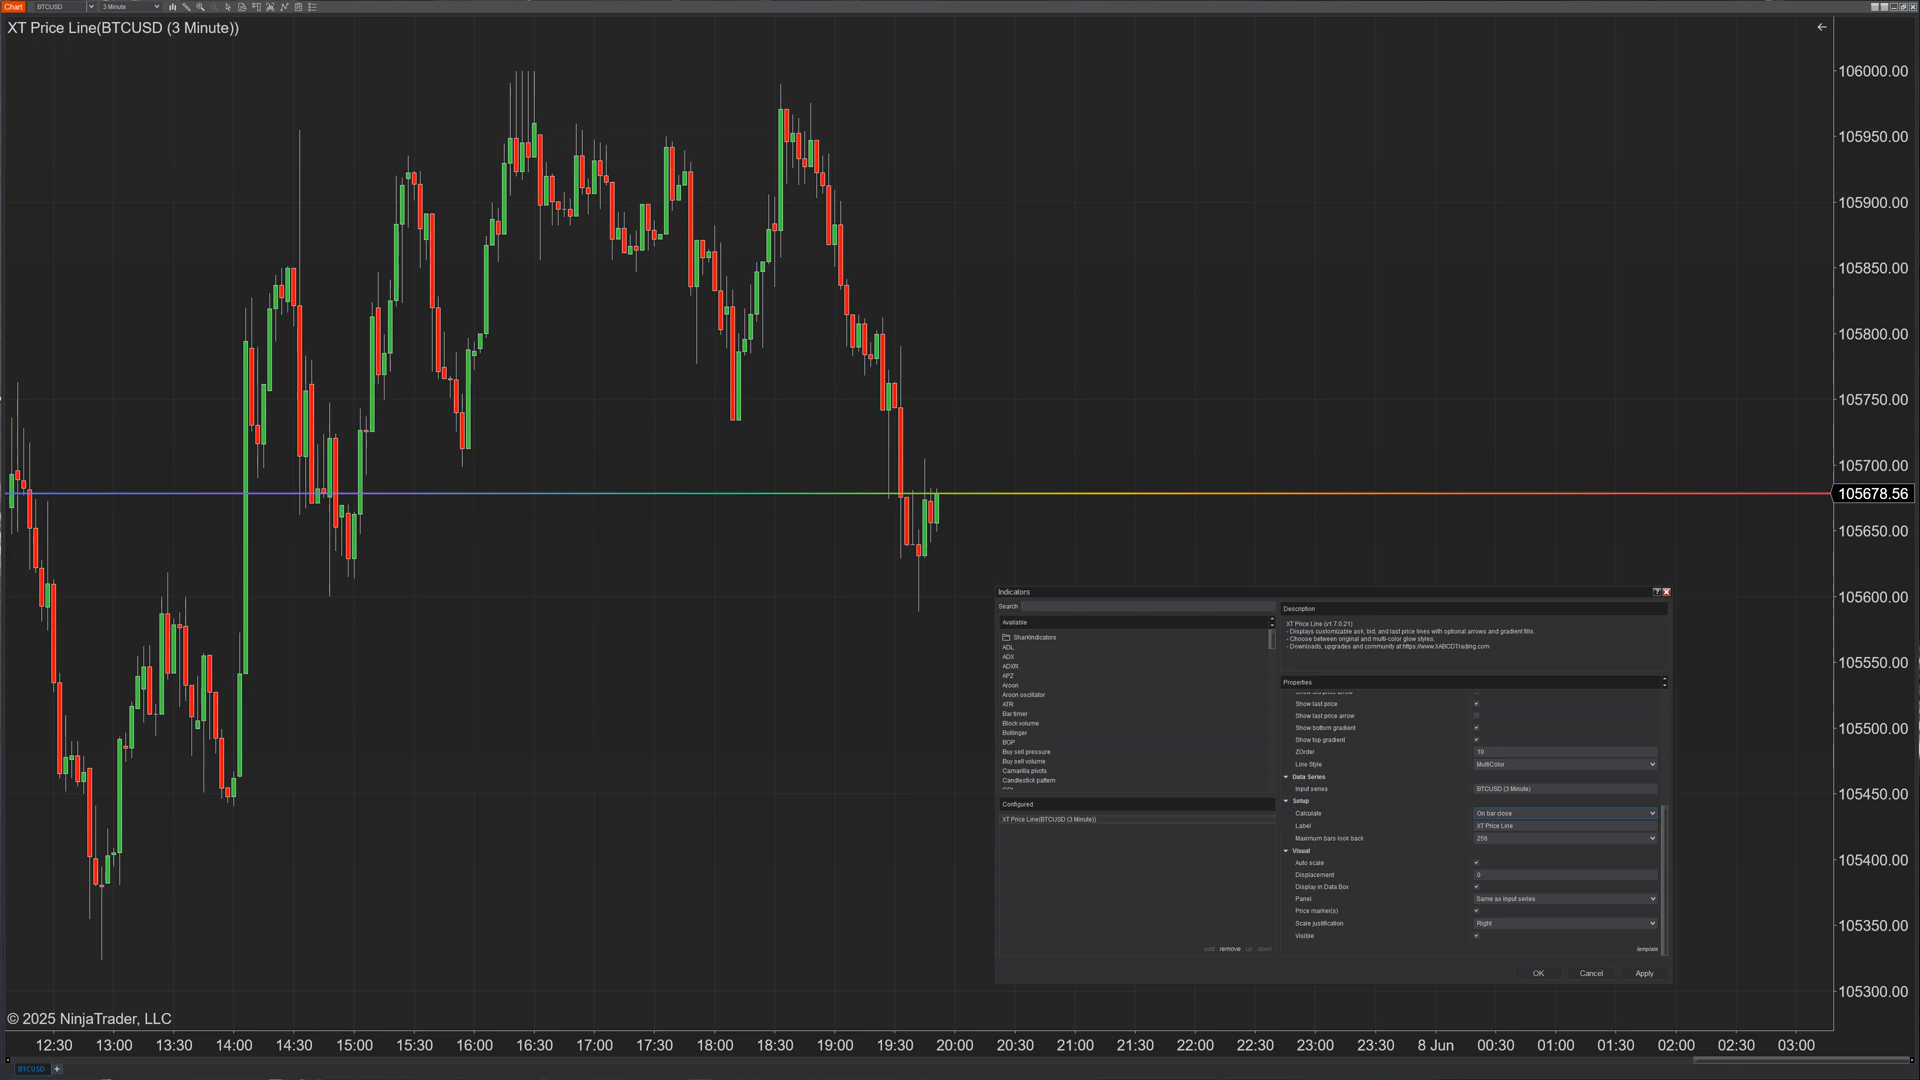 Chart BTCUSD 3 Minute
XT Price Line(BTCUSD (3 Minute))
106000.00
105950.00
105900.00
105850.00
105800.00
105750.00
105700.00
105678.56
105650.00
105600.00
105550.00
105500.00
105450.00
105400.00
105350.00
105300.00
Indicators
Search
Available
SharkIndicators
ADL
ADX
ADXR
APZ
Aroon
Aroon oscillator
ATR
Bar timer
Block volume
Bollinger
BOP
Buy sell pressure
Buy sell volume
Camarilla pivots
Candlestick pattern
Configured
XT Price Line(BTCUSD (3 Minute))
add remove up down
Description
XT Price Line (v1.7.0.21)
- Displays customizable ask, bid, and last price lines with optional arrows and gradient fills.
- Choose between original and multi-color glow styles.
- Downloads, upgrades and community at https://www.XABCDTrading.com
Properties
Show last price
Show last price arrow
Show bottom gradient
Show top gradient
ZOrder 10
Line Style MultiColor
Data Series
Input series BTCUSD (3 Minute)
Setup
Calculate On bar close
Label XT Price Line
Maximum bars look back 256
Visual
Auto scale
Displacement 0
Display in Data Box
Panel Same as input series
Price marker(s)
Scale justification Right
Visible
template
OK Cancel Apply
© 2025 NinjaTrader, LLC
12:30 13:00 13:30 14:00 14:30 15:00 15:30 16:00 16:30 17:00 17:30 18:00 18:30 19:00 19:30 20:00 20:30 21:00 21:30 22:00 22:30 23:00 23:30 8 Jun 00:30 01:00 01:30 02:00 02:30 03:00
BTCUSD +